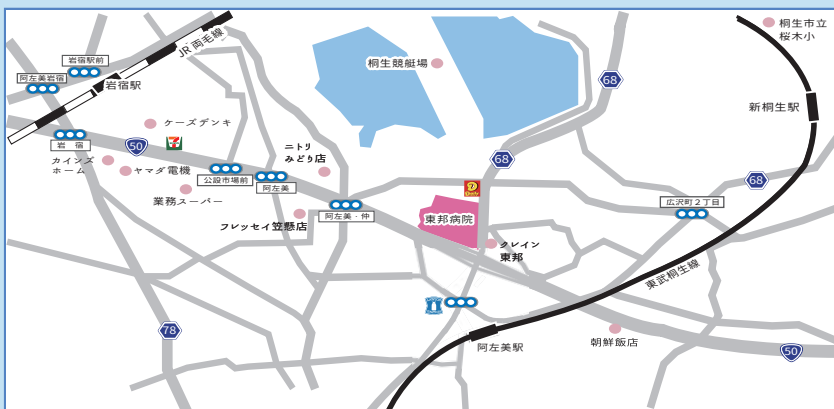 桐生市立
桜木小
JR両毛線
岩宿駅前
阿左美岩宿
岩宿駅
桐生競艇場
68
新桐生駅
ケーズデンキ
50
岩 宿
7
カインズ
ホーム
ヤマダ電機
公設市場前
阿左美
ニトリ
みどり店
業務スーパー
68
68
広沢町2丁目
フレッセイ笠懸店
阿左美・仲
東邦病院
クレイン
東邦
東武桐生線
78
阿左美駅
朝鮮飯店
50